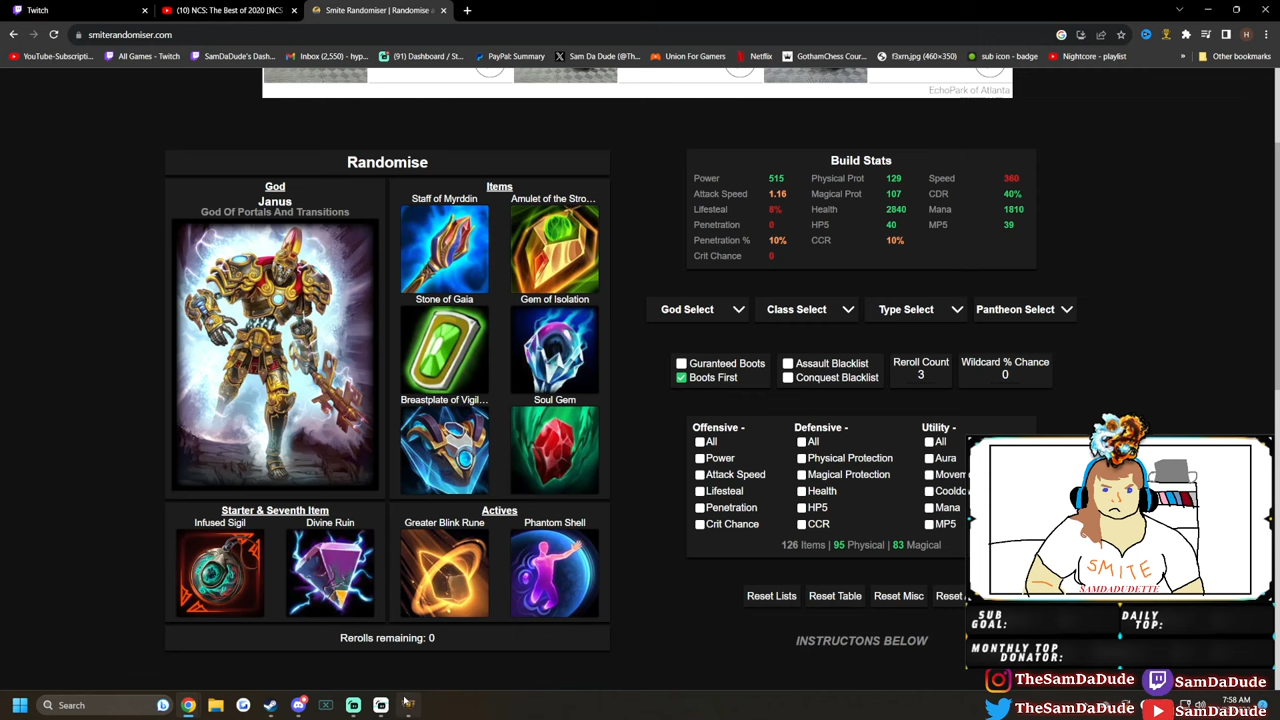 Twitch
(10) NCS: The Best of 2020 [NCS
Smite Randomiser | Randomise a
smiterandomiser.com
YouTube-Subscripti...
All Games - Twitch
SamDaDude's Dash...
Inbox (2,550) - hyp...
(91) Dashboard / St...
PayPal: Summary
Sam Da Dude (@Th...
Union For Gamers
Netflix
GothamChess Cour...
f3xrn.jpg (460×350)
sub icon - badge
Nightcore - playlist
Other bookmarks
EchoPark of Atlanta
Randomise
God
Janus
God Of Portals And Transitions
Items
Staff of Myrddin
Amulet of the Stro...
Stone of Gaia
Gem of Isolation
Breastplate of Vigil...
Soul Gem
Starter & Seventh Item
Infused Sigil
Divine Ruin
Actives
Greater Blink Rune
Phantom Shell
Rerolls remaining: 0
Build Stats
Power 515 Physical Prot 129 Speed 360
Attack Speed 1.16 Magical Prot 107 CDR 40%
Lifesteal 8% Health 2840 Mana 1810
Penetration 0 HP5 40 MP5 39
Penetration % 10% CCR 10%
Crit Chance 0
God Select
Class Select
Type Select
Pantheon Select
Guranteed Boots
Boots First
Assault Blacklist
Conquest Blacklist
Reroll Count
3
Wildcard % Chance
0
Offensive -
All
Power
Attack Speed
Lifesteal
Penetration
Crit Chance
Defensive -
All
Physical Protection
Magical Protection
Health
HP5
CCR
Utility -
All
Aura
Movem
Cooldo
Mana
MP5
126 Items | 95 Physical | 83 Magical
Reset Lists
Reset Table
Reset Misc
Reset
INSTRUCTONS BELOW
SMITE
SAMDADUDETTE
SUB
GOAL:
DAILY
TOP:
MONTHLY TOP
DONATOR:
TheSamDaDude
SamDaDude
TheSamDaDude
SamDaDude
Search
7:58 AM